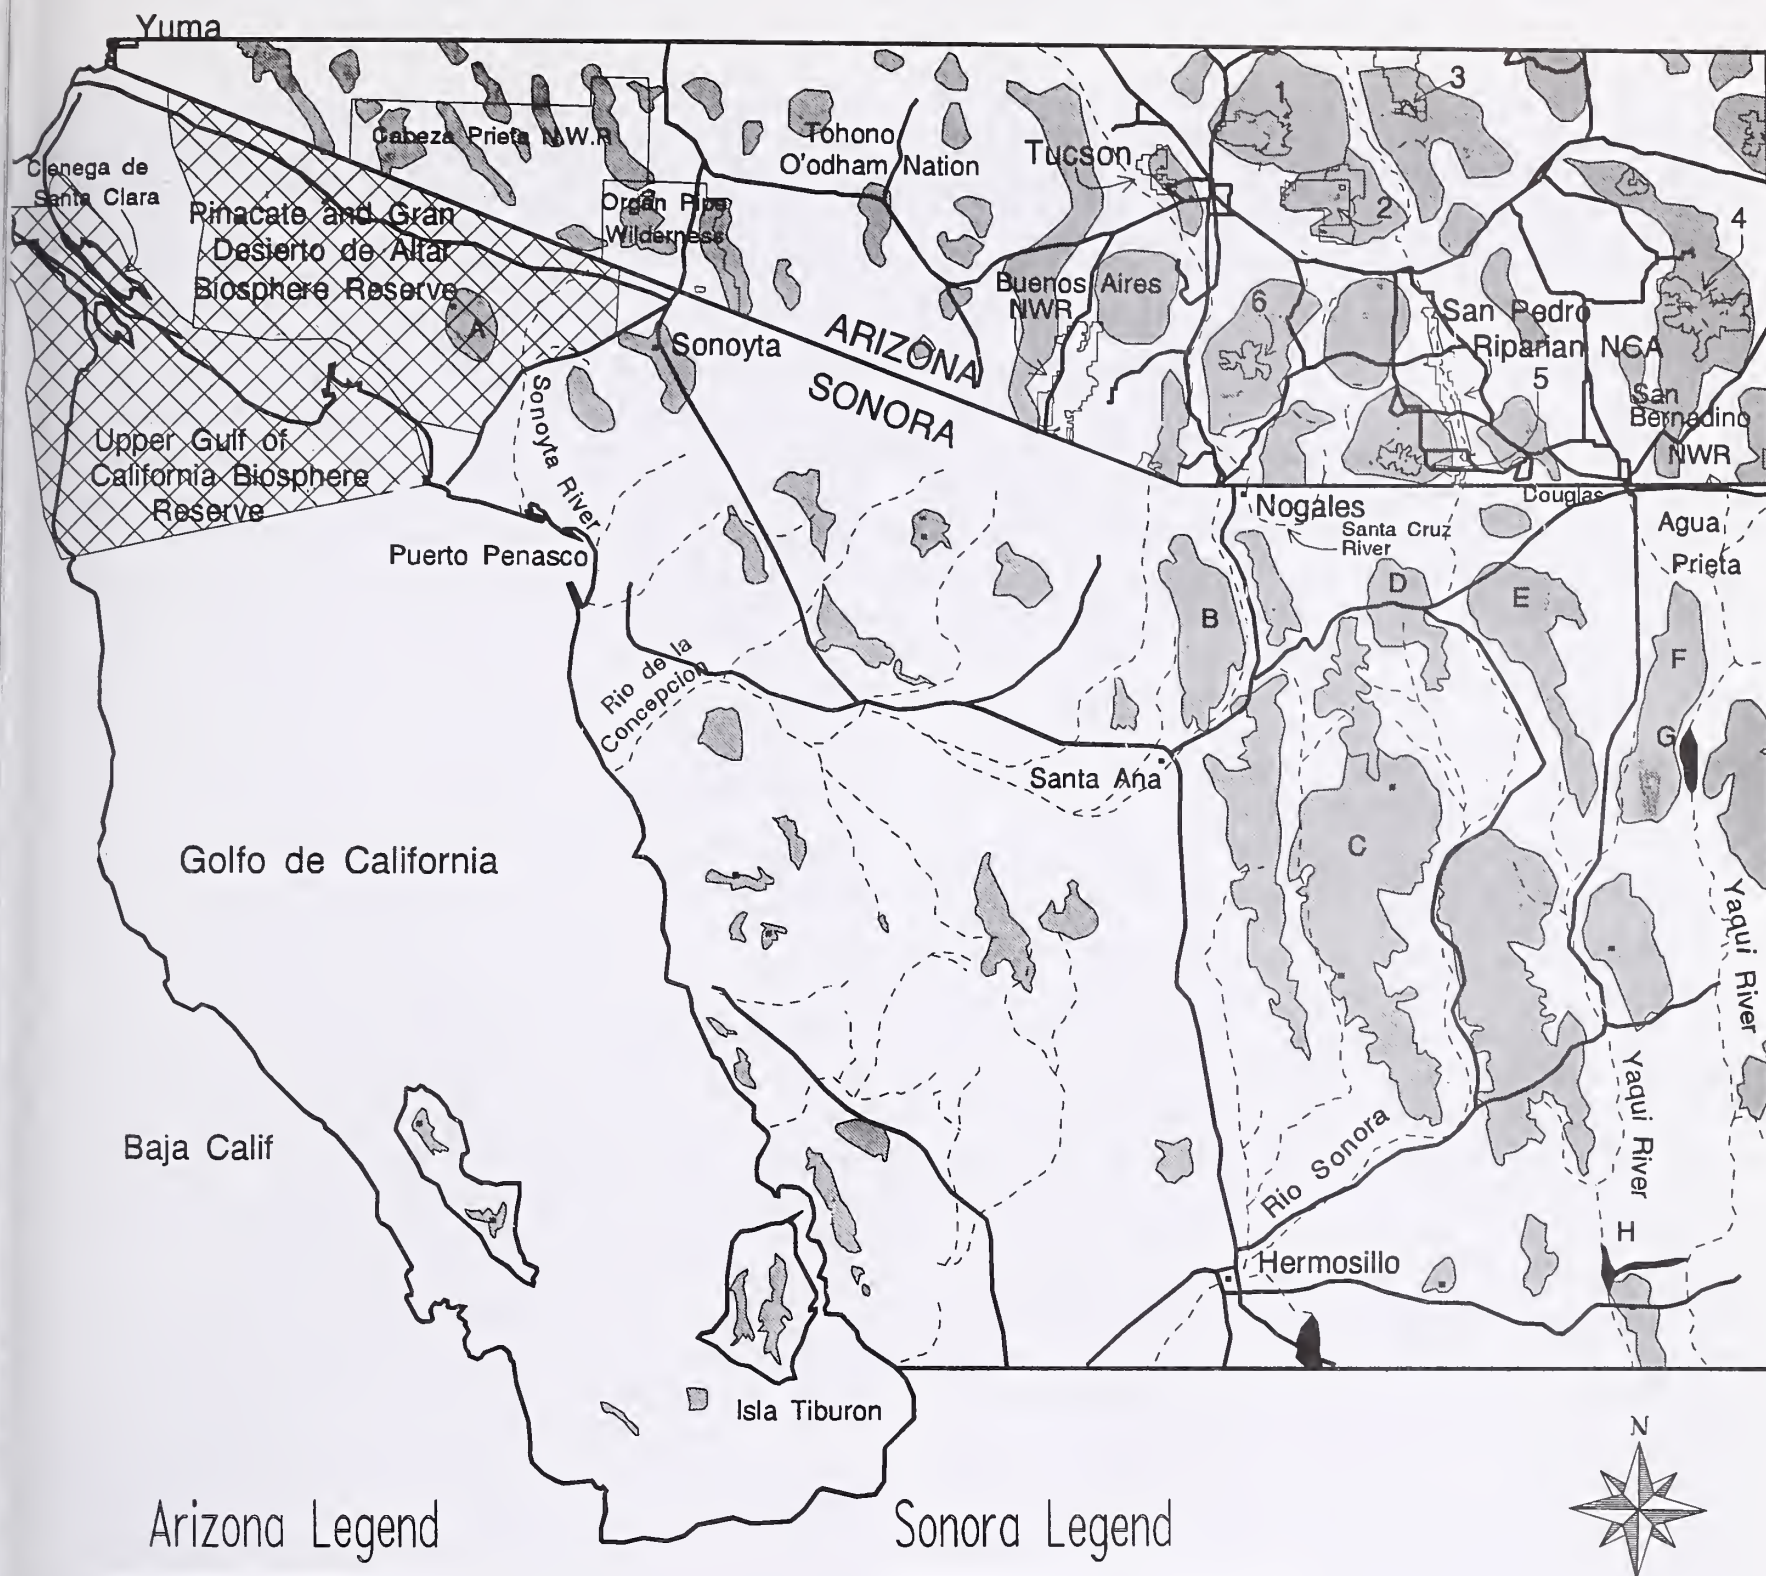 Yuma
3
1
Cabeza Prieta N.W.R
Tohono
O'odham Nation
Tucson
Cienega de
Santa Clara
Organ Pipe
Wilderness
Pinacate and Gran
Desierto de Altar
Biosphere Reserve
A
2
4
Buenos Aires
NWR
6
San Pedro
Riparian NCA
5
ARIZONA
SONORA
Sonoyta
San
Bernadino
NWR
Sonoyta River
Upper Gulf of
California Biosphere
Reserve
Nogales
Douglas
Santa Cruz
River
Agua
Prieta
Puerto Penasco
D
E
B
F
Rio de la
Concepcion
G
Santa Ana
C
Golfo de California
Yaqui River
Yaqui River
Baja Calif
Rio Sonora
H
Hermosillo
Isla Tiburon
N
Arizona Legend
Sonora Legend